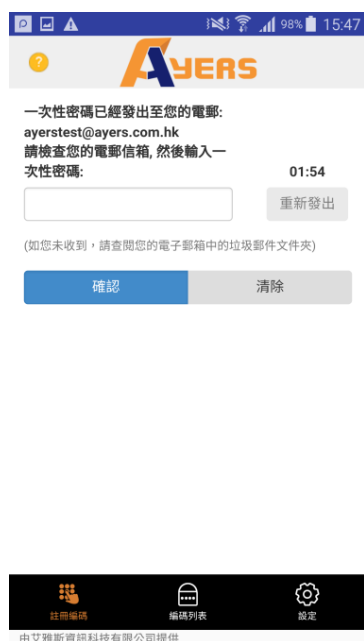 98% 15:47
?
AYERS
一次性密碼已經發出至您的電郵:
ayerstest@ayers.com.hk
請檢查您的電郵信箱, 然後輸入一
次性密碼:
01:54
重新發出
(如您未收到，請查閱您的電子郵箱中的垃圾郵件文件夾)
確認 清除
註冊編碼 編碼列表 設定
由艾雅斯資訊科技有限公司提供